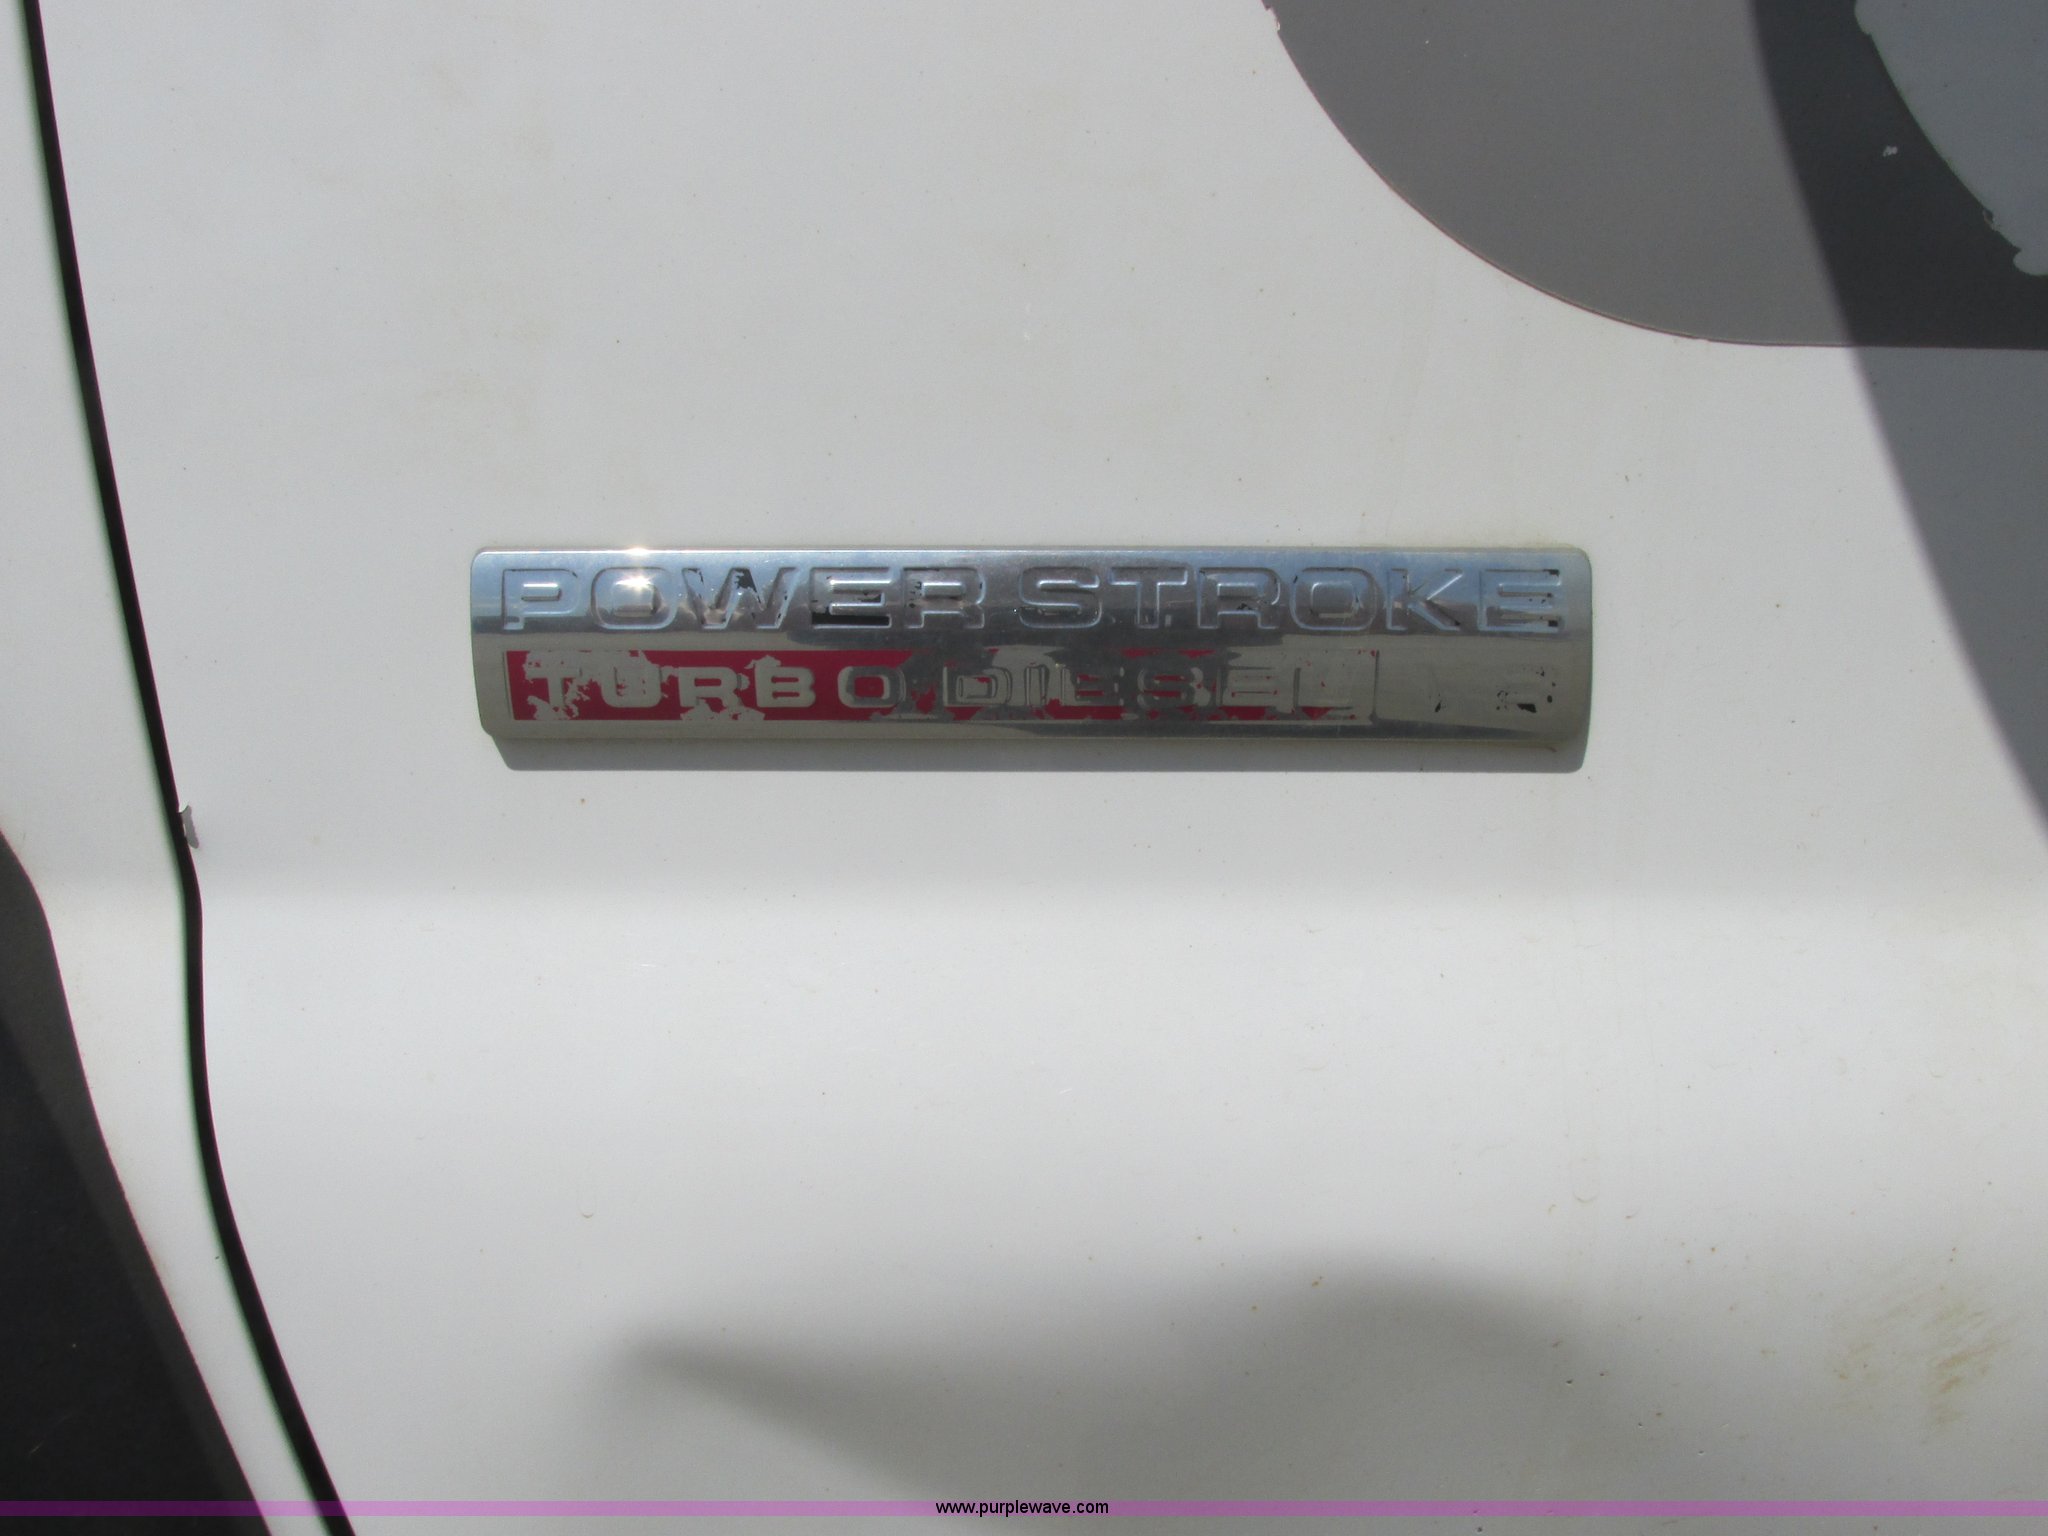 POWER STROKE
TURBO DIESEL
www.purplewave.com